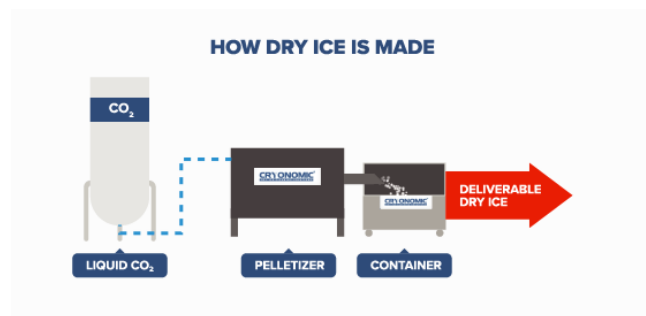 HOW DRY ICE IS MADE
CO₂
CRYONOMIC
CRYONOMIC
DELIVERABLE
DRY ICE
LIQUID CO₂
PELLETIZER
CONTAINER